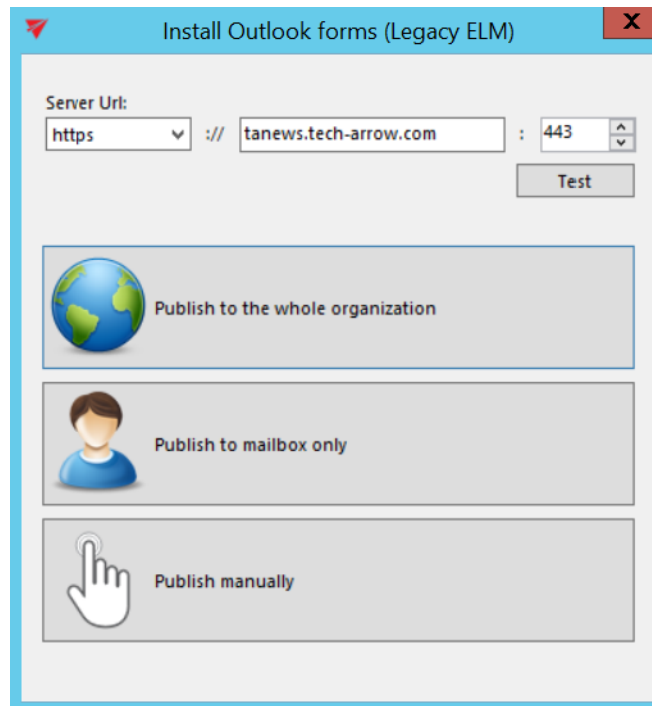 Install Outlook forms (Legacy ELM)
X
Server Url:
https :// tanews.tech-arrow.com : 443
Test
Publish to the whole organization
Publish to mailbox only
Publish manually